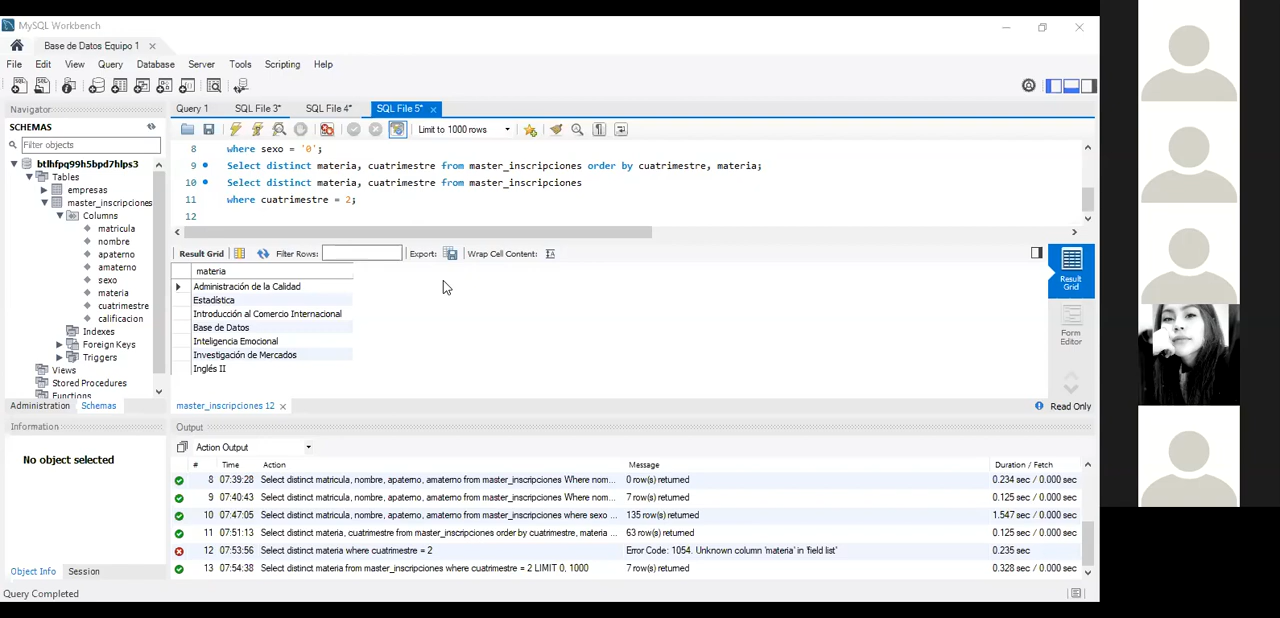 MySQL Workbench
Base de Datos Equipo 1
File Edit View Query Database Server Tools Scripting Help
Navigator
Query 1 SQL File 3* SQL File 4* SQL File 5*
SCHEMAS
Limit to 1000 rows
Filter objects
btlhfpq99h5bpd7hlps3
Tables
empresas
master_inscripciones
Columns
matricula
nombre
apaterno
amaterno
sexo
materia
cuatrimestre
calificacion
Indexes
Foreign Keys
Triggers
Views
Stored Procedures
Functions
Administration Schemas
8 where sexo = '0';
9 Select distinct materia, cuatrimestre from master_inscripciones order by cuatrimestre, materia;
10 Select distinct materia, cuatrimestre from master_inscripciones
11 where cuatrimestre = 2;
12
Result Grid Filter Rows: Export: Wrap Cell Content:
materia
Administración de la Calidad
Estadística
Introducción al Comercio Internacional
Base de Datos
Inteligencia Emocional
Investigación de Mercados
Inglés II
Result Grid
Form Editor
master_inscripciones 12
Read Only
Information
No object selected
Object Info Session
Output
Action Output
# Time Action Message Duration / Fetch
8 07:39:28 Select distinct matricula, nombre, apaterno, amaterno from master_inscripciones Where nom... 0 row(s) returned 0.234 sec / 0.000 sec
9 07:40:43 Select distinct matricula, nombre, apaterno, amaterno from master_inscripciones Where nom... 7 row(s) returned 0.125 sec / 0.000 sec
10 07:47:05 Select distinct matricula, nombre, apaterno, amaterno from master_inscripciones where sexo ... 135 row(s) returned 1.547 sec / 0.000 sec
11 07:51:13 Select distinct materia, cuatrimestre from master_inscripciones order by cuatrimestre, materia ... 63 row(s) returned 0.125 sec / 0.000 sec
12 07:53:56 Select distinct materia where cuatrimestre = 2 Error Code: 1054. Unknown column 'materia' in 'field list' 0.235 sec
13 07:54:38 Select distinct materia from master_inscripciones where cuatrimestre = 2 LIMIT 0, 1000 7 row(s) returned 0.328 sec / 0.000 sec
Query Completed